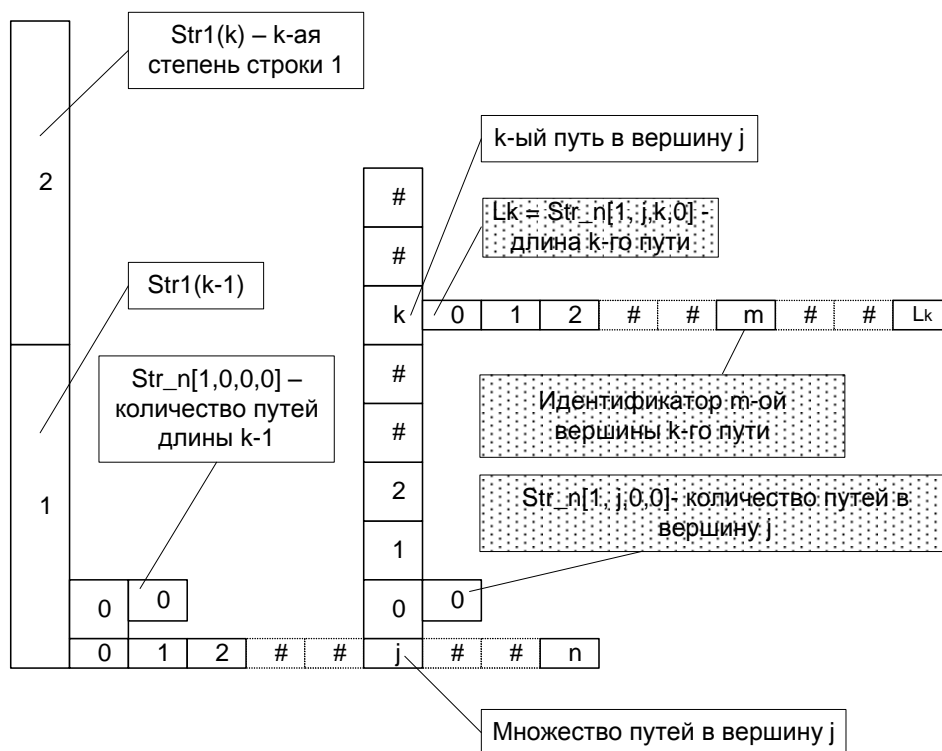 Str1(k) – k-ая
степень строки 1
k-ый путь в вершину j
2
#
Lk = Str_n[1, j,k,0] -
длина k-го пути
#
Str1(k-1)
k 0 1 2 # # m # # Lk
Str_n[1,0,0,0] –
количество путей
длины k-1
#
Идентификатор m-ой
вершины k-го пути
#
1
2
Str_n[1, j,0,0]- количество путей в
вершину j
1
0 0 0 0
0 1 2 # # j # # n
Множество путей в вершину j